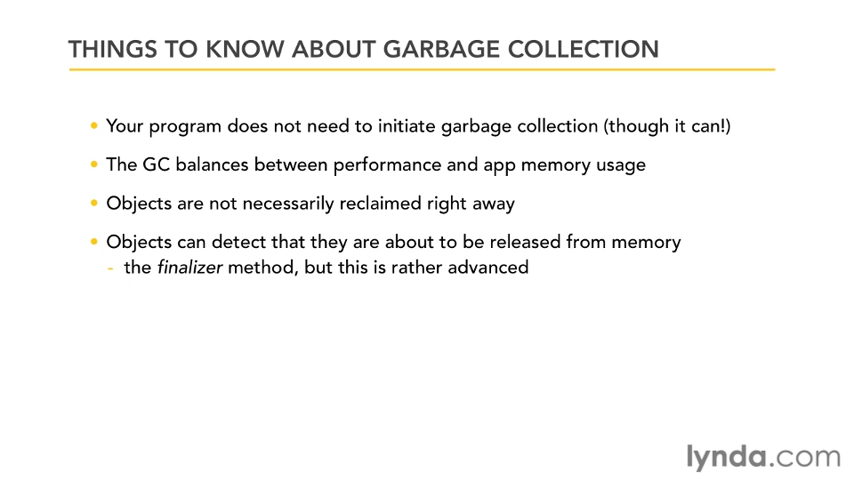 THINGS TO KNOW ABOUT GARBAGE COLLECTION
• Your program does not need to initiate garbage collection (though it can!)
• The GC balances between performance and app memory usage
• Objects are not necessarily reclaimed right away
• Objects can detect that they are about to be released from memory
- the finalizer method, but this is rather advanced
lynda.com